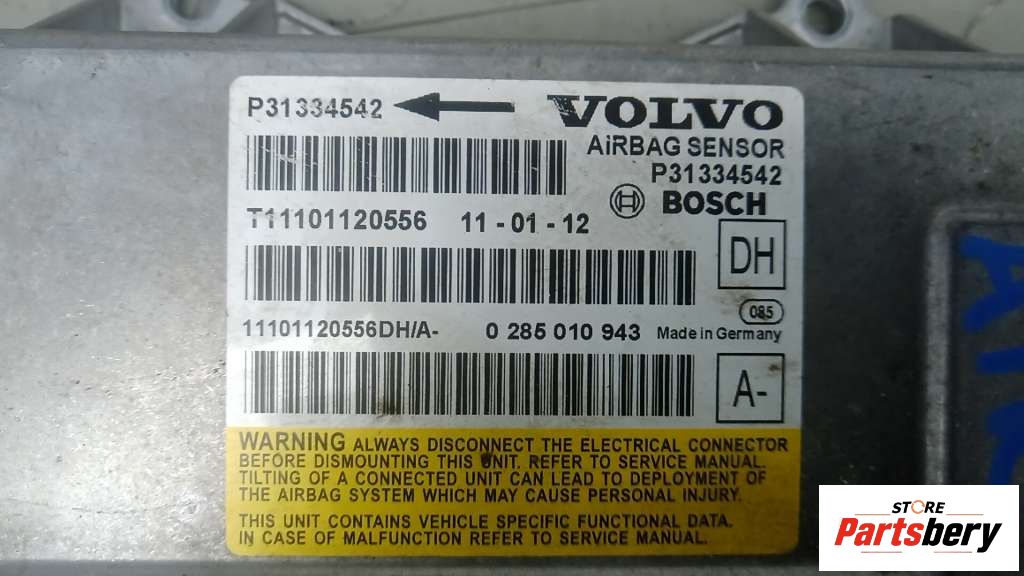 P31334542
VOLVO
AiRBAG SENSOR
P31334542
BOSCH
T11101120556 11 - 01 - 12
DH
085
11101120556DH/A- 0 285 010 943 Made in Germany
A-
WARNING ALWAYS DISCONNECT THE ELECTRICAL CONNECTOR
BEFORE DISMOUNTING THIS UNIT. REFER TO SERVICE MANUAL.
TILTING OF A CONNECTED UNIT CAN LEAD TO DEPLOYMENT OF
THE AIRBAG SYSTEM WHICH MAY CAUSE PERSONAL INJURY.
THIS UNIT CONTAINS VEHICLE SPECIFIC FUNCTIONAL DATA.
IN CASE OF MALFUNCTION REFER TO SERVICE MANUAL.
STORE
Partsbery